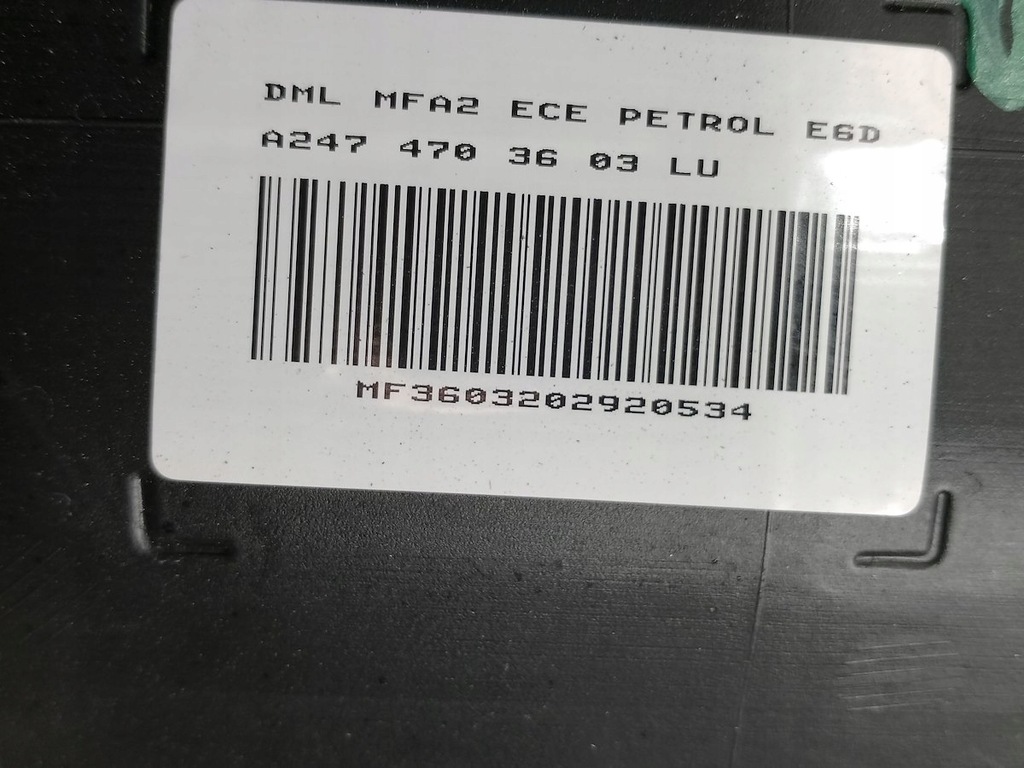 DML MFA2 ECE PETROL E6D
A247 470 36 03 LU
MF3603202920534